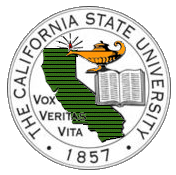 THE CALIFORNIA STATE UNIVERSITY
VOX
VERITAS
VITA
· 1857 ·